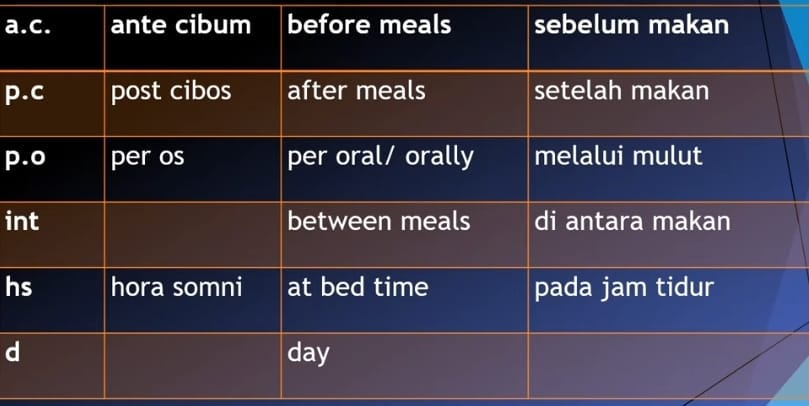 a.c. ante cibum before meals sebelum makan
p.c post cibos after meals setelah makan
p.o per os per oral/ orally melalui mulut
int between meals di antara makan
hs hora somni at bed time pada jam tidur
d day